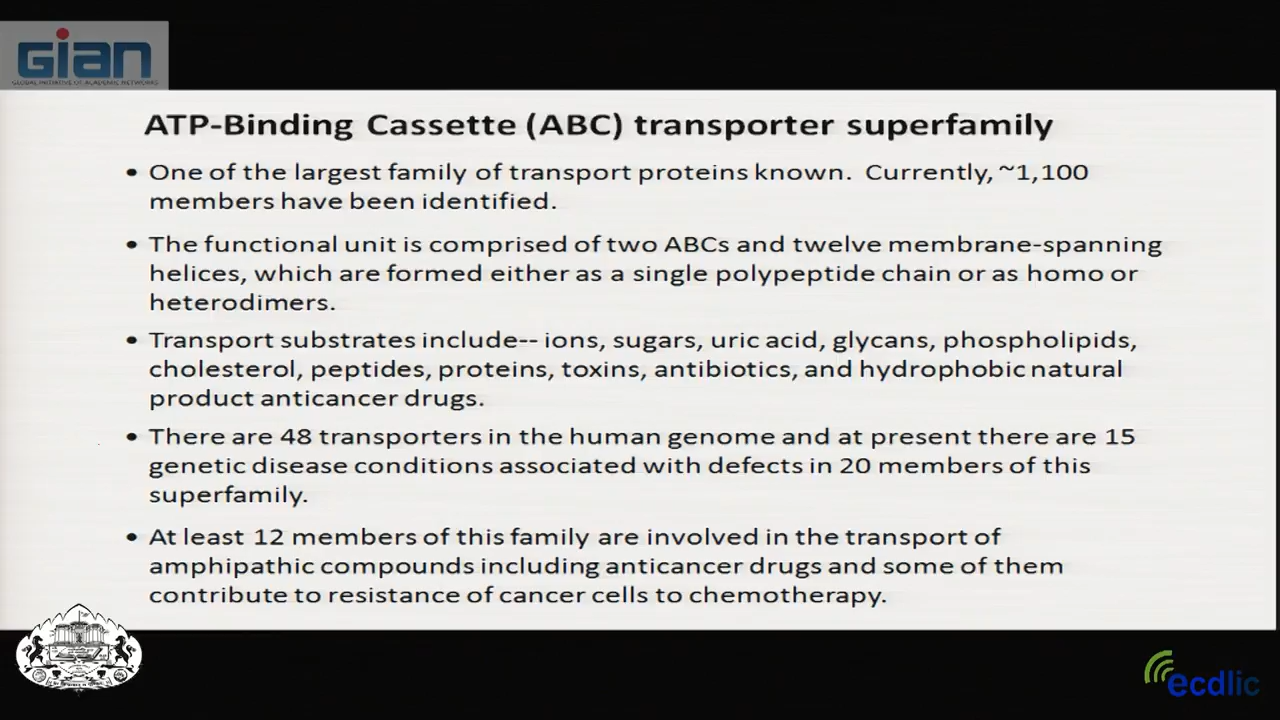 GIAN
GLOBAL INITIATIVE OF ACADEMIC NETWORKS
ATP-Binding Cassette (ABC) transporter superfamily
• One of the largest family of transport proteins known. Currently, ~1,100
members have been identified.
• The functional unit is comprised of two ABCs and twelve membrane-spanning
helices, which are formed either as a single polypeptide chain or as homo or
heterodimers.
• Transport substrates include-- ions, sugars, uric acid, glycans, phospholipids,
cholesterol, peptides, proteins, toxins, antibiotics, and hydrophobic natural
product anticancer drugs.
• There are 48 transporters in the human genome and at present there are 15
genetic disease conditions associated with defects in 20 members of this
superfamily.
• At least 12 members of this family are involved in the transport of
amphipathic compounds including anticancer drugs and some of them
contribute to resistance of cancer cells to chemotherapy.
ecdlic